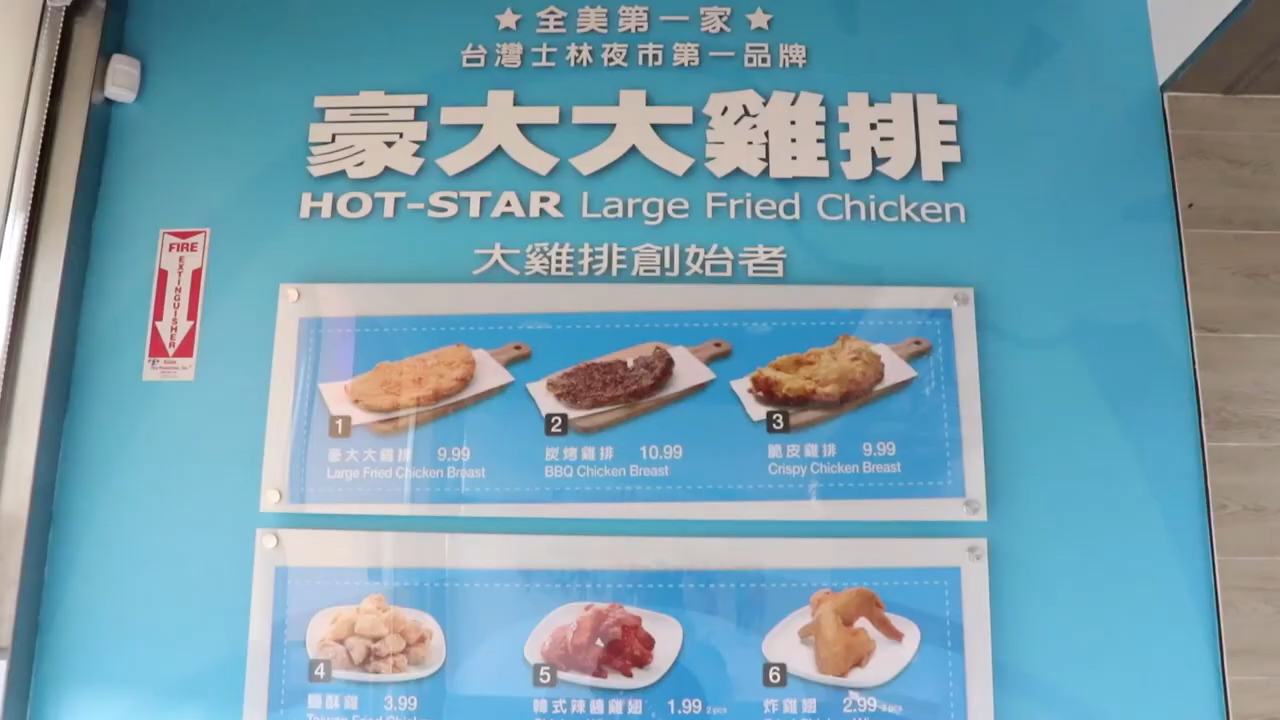 ★ 全美第一家 ★
台灣士林夜市第一品牌
豪大大雞排
HOT-STAR Large Fried Chicken
大雞排創始者
FIRE
EXTINGUISHER
1
豪大大雞排 9.99
Large Fried Chicken Breast
2
炭烤雞排 10.99
BBQ Chicken Breast
3
脆皮雞排 9.99
Crispy Chicken Breast
4
鹽酥雞 3.99
5
韓式辣醬雞翅 1.99 2 pcs
6
炸雞翅 2.99